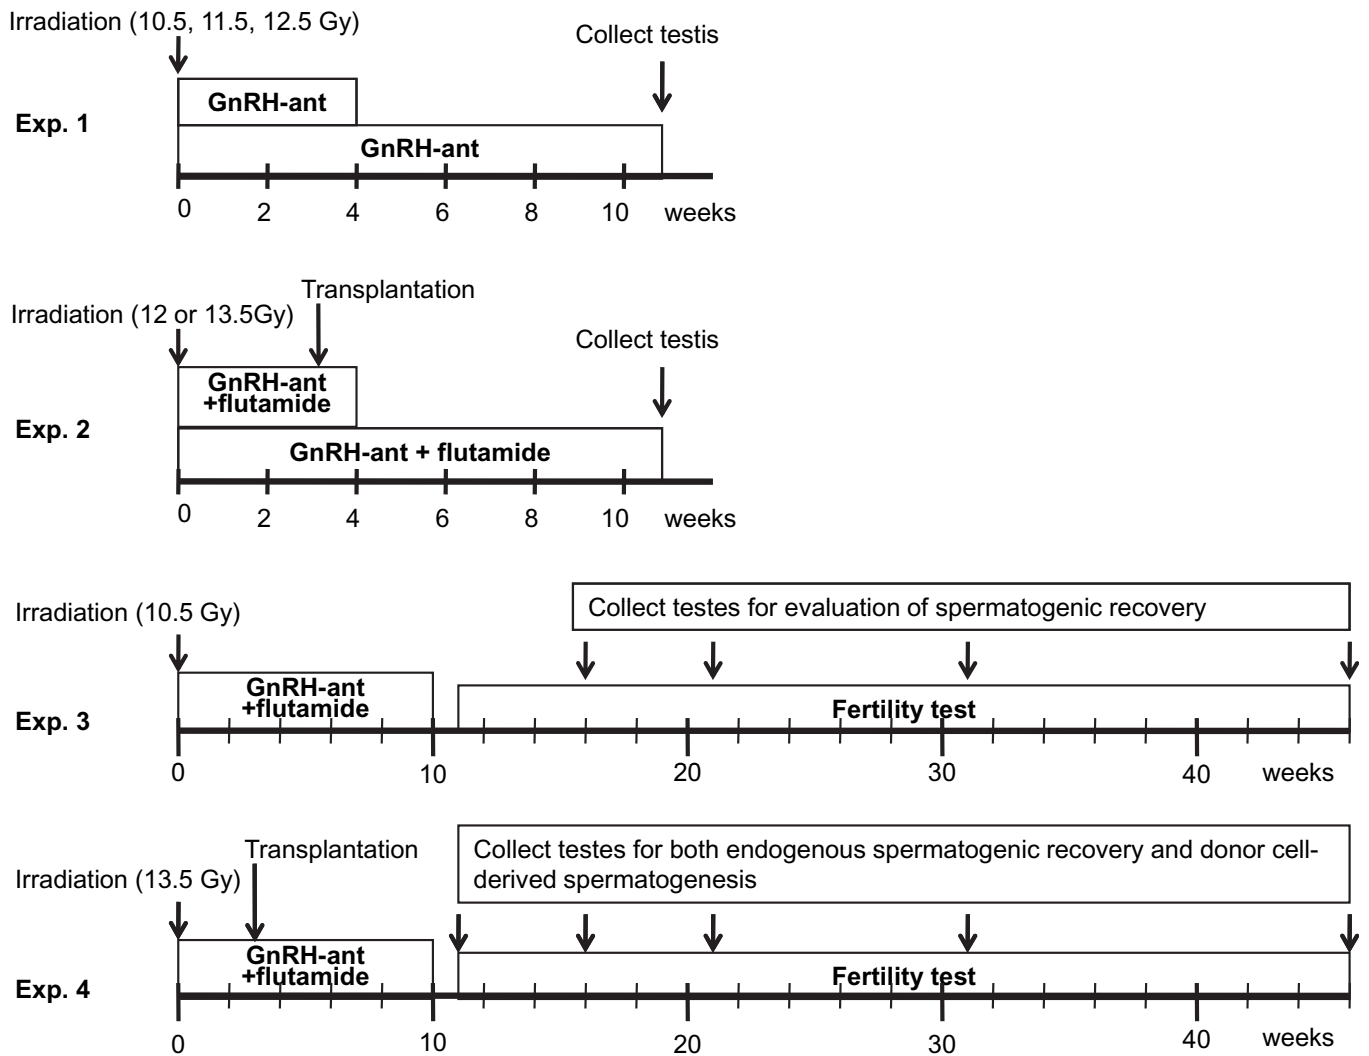 Irradiation (10.5, 11.5, 12.5 Gy)
Collect testis
GnRH-ant
Exp. 1
GnRH-ant
0 2 4 6 8 10 weeks
Transplantation
Irradiation (12 or 13.5Gy)
Collect testis
GnRH-ant
+flutamide
Exp. 2
GnRH-ant + flutamide
0 2 4 6 8 10 weeks
Collect testes for evaluation of spermatogenic recovery
Irradiation (10.5 Gy)
GnRH-ant
+flutamide
Fertility test
Exp. 3
0 10 20 30 40 weeks
Transplantation
Collect testes for both endogenous spermatogenic recovery and donor cell-
derived spermatogenesis
Irradiation (13.5 Gy)
GnRH-ant
+flutamide
Fertility test
Exp. 4
0 10 20 30 40 weeks